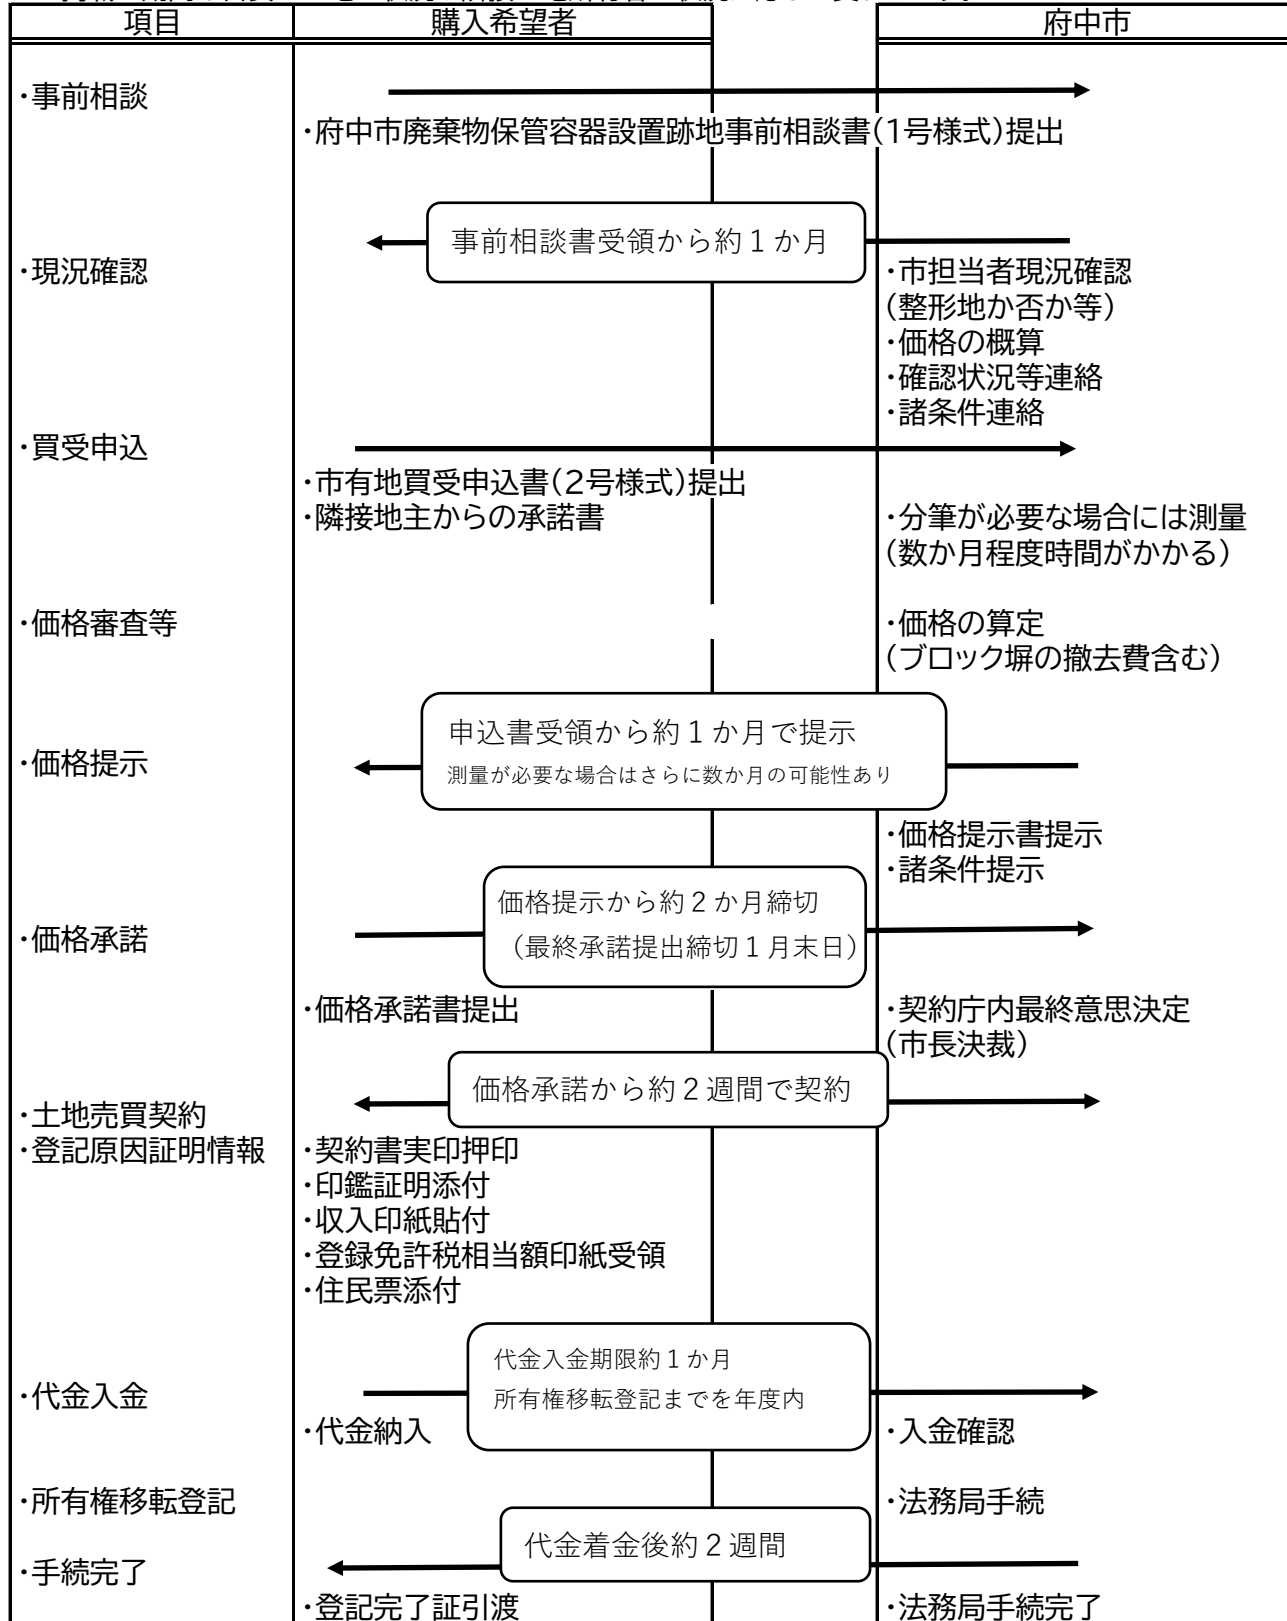 項目
購入希望者
府中市
・事前相談
・府中市廃棄物保管容器設置跡地事前相談書(1号様式)提出
事前相談書受領から約1か月
・現況確認
・市担当者現況確認
(整形地か否か等)
・価格の概算
・確認状況等連絡
・諸条件連絡
・買受申込
・市有地買受申込書(2号様式)提出
・隣接地主からの承諾書
・分筆が必要な場合には測量
(数か月程度時間がかかる)
・価格審査等
・価格の算定
(ブロック塀の撤去費含む)
申込書受領から約1か月で提示
測量が必要な場合はさらに数か月の可能性あり
・価格提示
・価格提示書提示
・諸条件提示
価格提示から約2か月締切
(最終承諾提出締切1月末日)
・価格承諾
・価格承諾書提出
・契約庁内最終意思決定
(市長決裁)
価格承諾から約2週間で契約
・土地売買契約
・登記原因証明情報
・契約書実印押印
・印鑑証明添付
・収入印紙貼付
・登録免許税相当額印紙受領
・住民票添付
代金入金期限約1か月
所有権移転登記までを年度内
・代金入金
・代金納入
・入金確認
・所有権移転登記
・法務局手続
代金着金後約2週間
・手続完了
・登記完了証引渡
・法務局手続完了